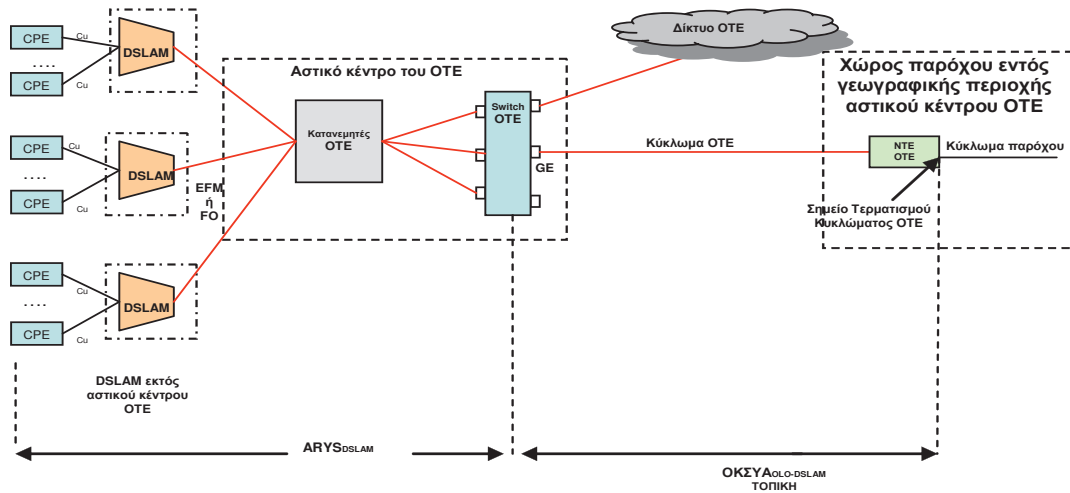 Δίκτυο ΟΤΕ
CPE
Cu
....
CPE
Cu
DSLAM
Αστικό κέντρο του ΟΤΕ
Χώρος παρόχου εντός
γεωγραφικής περιοχής
αστικού κέντρου ΟΤΕ
Switch
ΟΤΕ
Κατανεμητές
ΟΤΕ
CPE
Cu
....
CPE
Cu
DSLAM
EFM
ή
FO
GE
Κύκλωμα ΟΤΕ
NTE
ΟΤΕ
Κύκλωμα παρόχου
Σημείο Τερματισμού
Κυκλώματος ΟΤΕ
CPE
Cu
....
CPE
Cu
DSLAM
DSLAM εκτός
αστικού κέντρου
ΟΤΕ
ARYSDSLAM
ΟΚΣΥΑOLO-DSLAM
ΤΟΠΙΚΗ